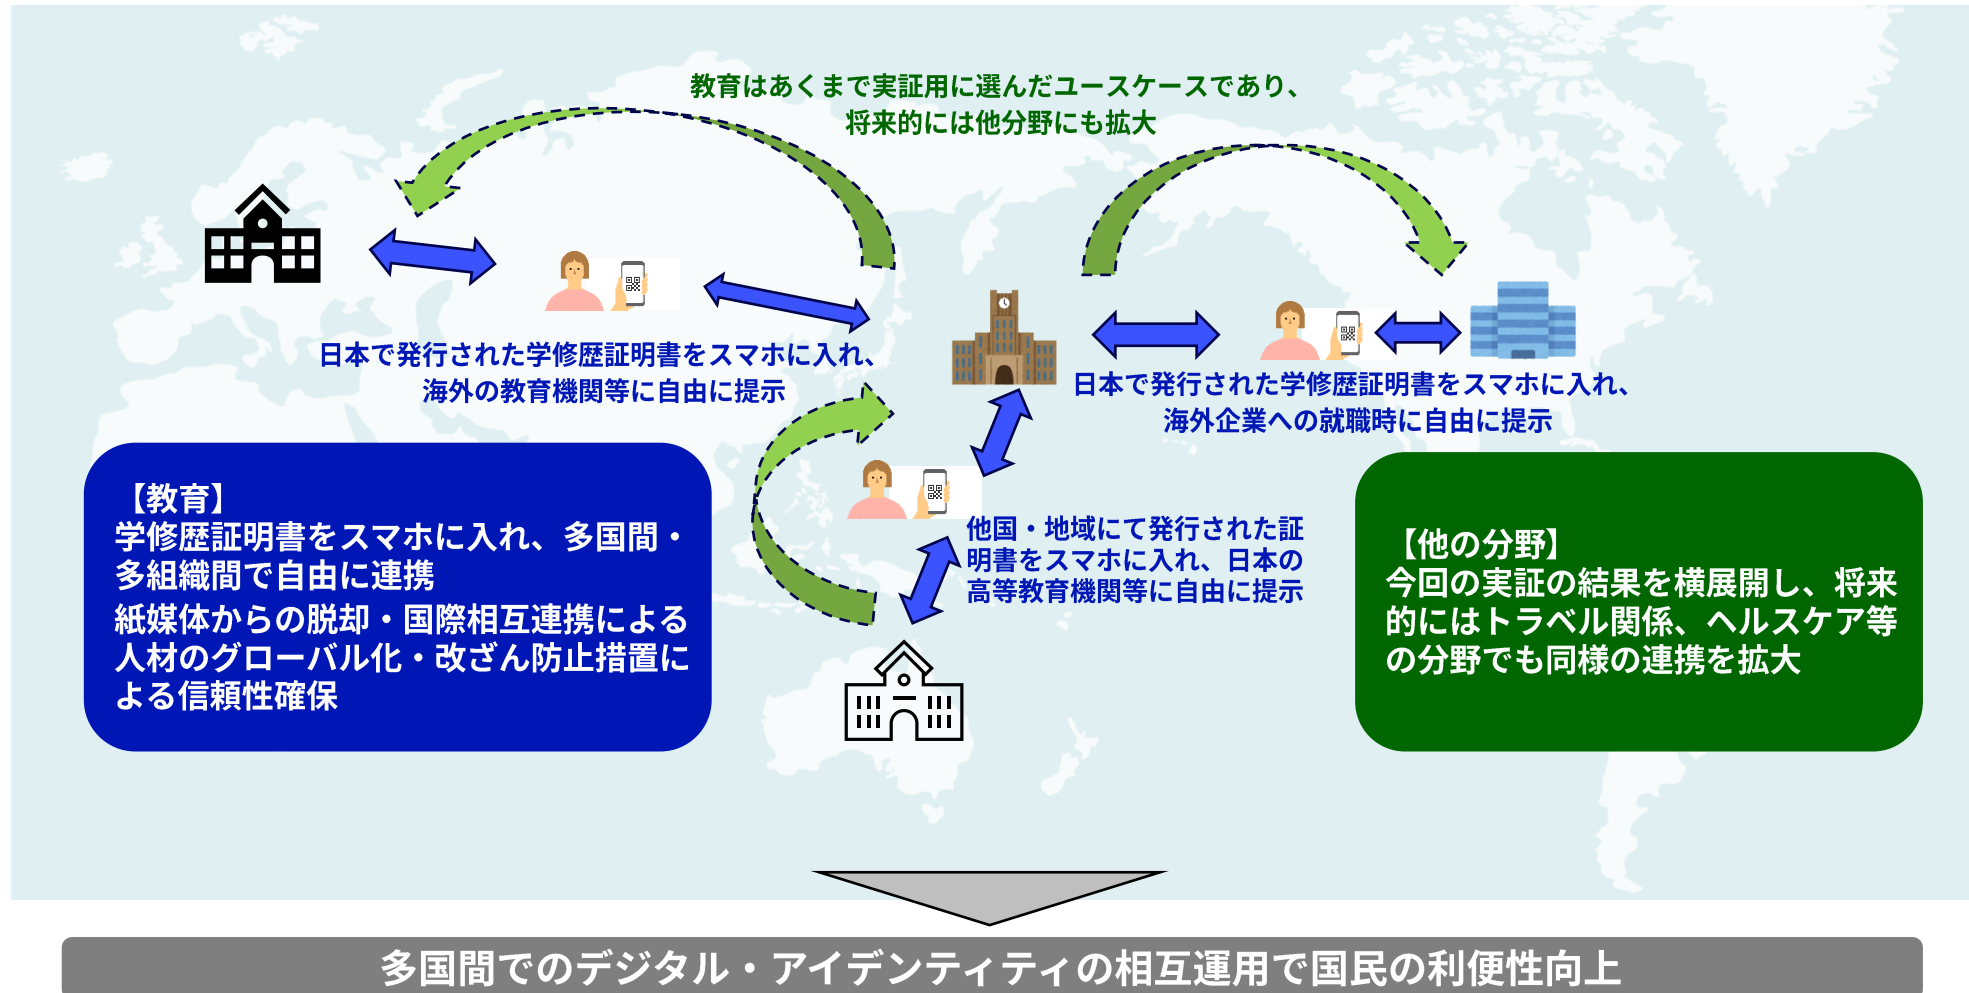 教育はあくまで実証用に選んだユースケースであり、
将来的には他分野にも拡大
日本で発行された学修歴証明書をスマホに入れ、
海外の教育機関等に自由に提示
日本で発行された学修歴証明書をスマホに入れ、
海外企業への就職時に自由に提示
他国・地域にて発行された証
明書をスマホに入れ、日本の
高等教育機関等に自由に提示
【教育】
学修歴証明書をスマホに入れ、多国間・
多組織間で自由に連携
紙媒体からの脱却・国際相互連携による
人材のグローバル化・改ざん防止措置に
よる信頼性確保
【他の分野】
今回の実証の結果を横展開し、将来
的にはトラベル関係、ヘルスケア等
の分野でも同様の連携を拡大
多国間でのデジタル・アイデンティティの相互運用で国民の利便性向上